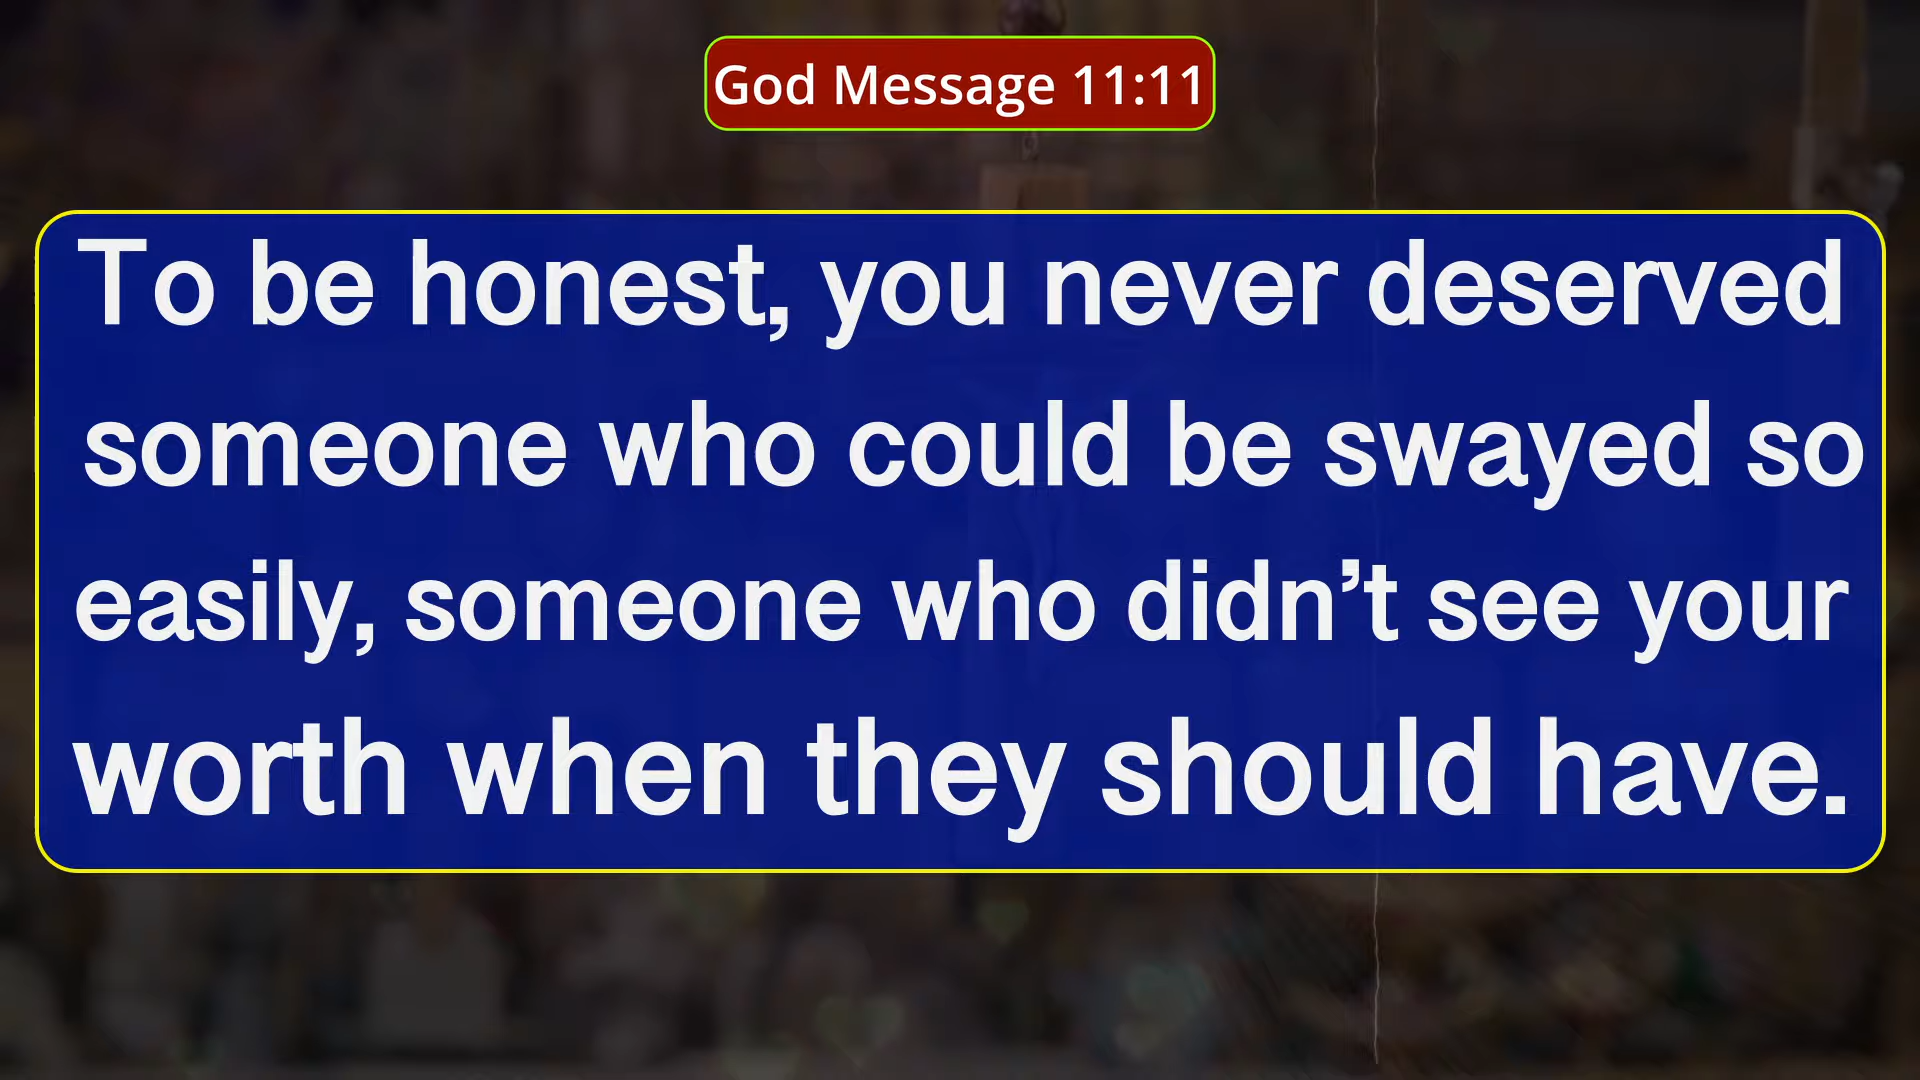 God Message 11:11
To be honest, you never deserved
someone who could be swayed so
easily, someone who didn’t see your
worth when they should have.